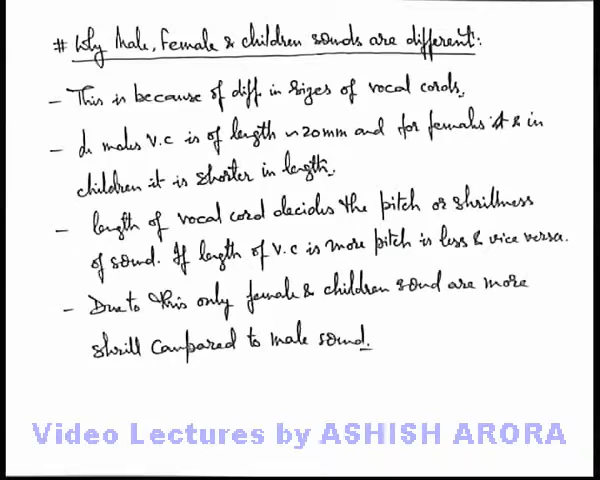 # Why Male, Female & children sounds are different:
- This is because of diff. in sizes of vocal cords.
- In males V.C is of length ~20mm and for females it & in
children it is shorter in length.
- length of vocal cord decides the pitch or shrillness
of sound. If length of V.C is more pitch is less & vice versa.
- Due to this only female & children sound are more
shrill compared to male sound.
Video Lectures by ASHISH ARORA